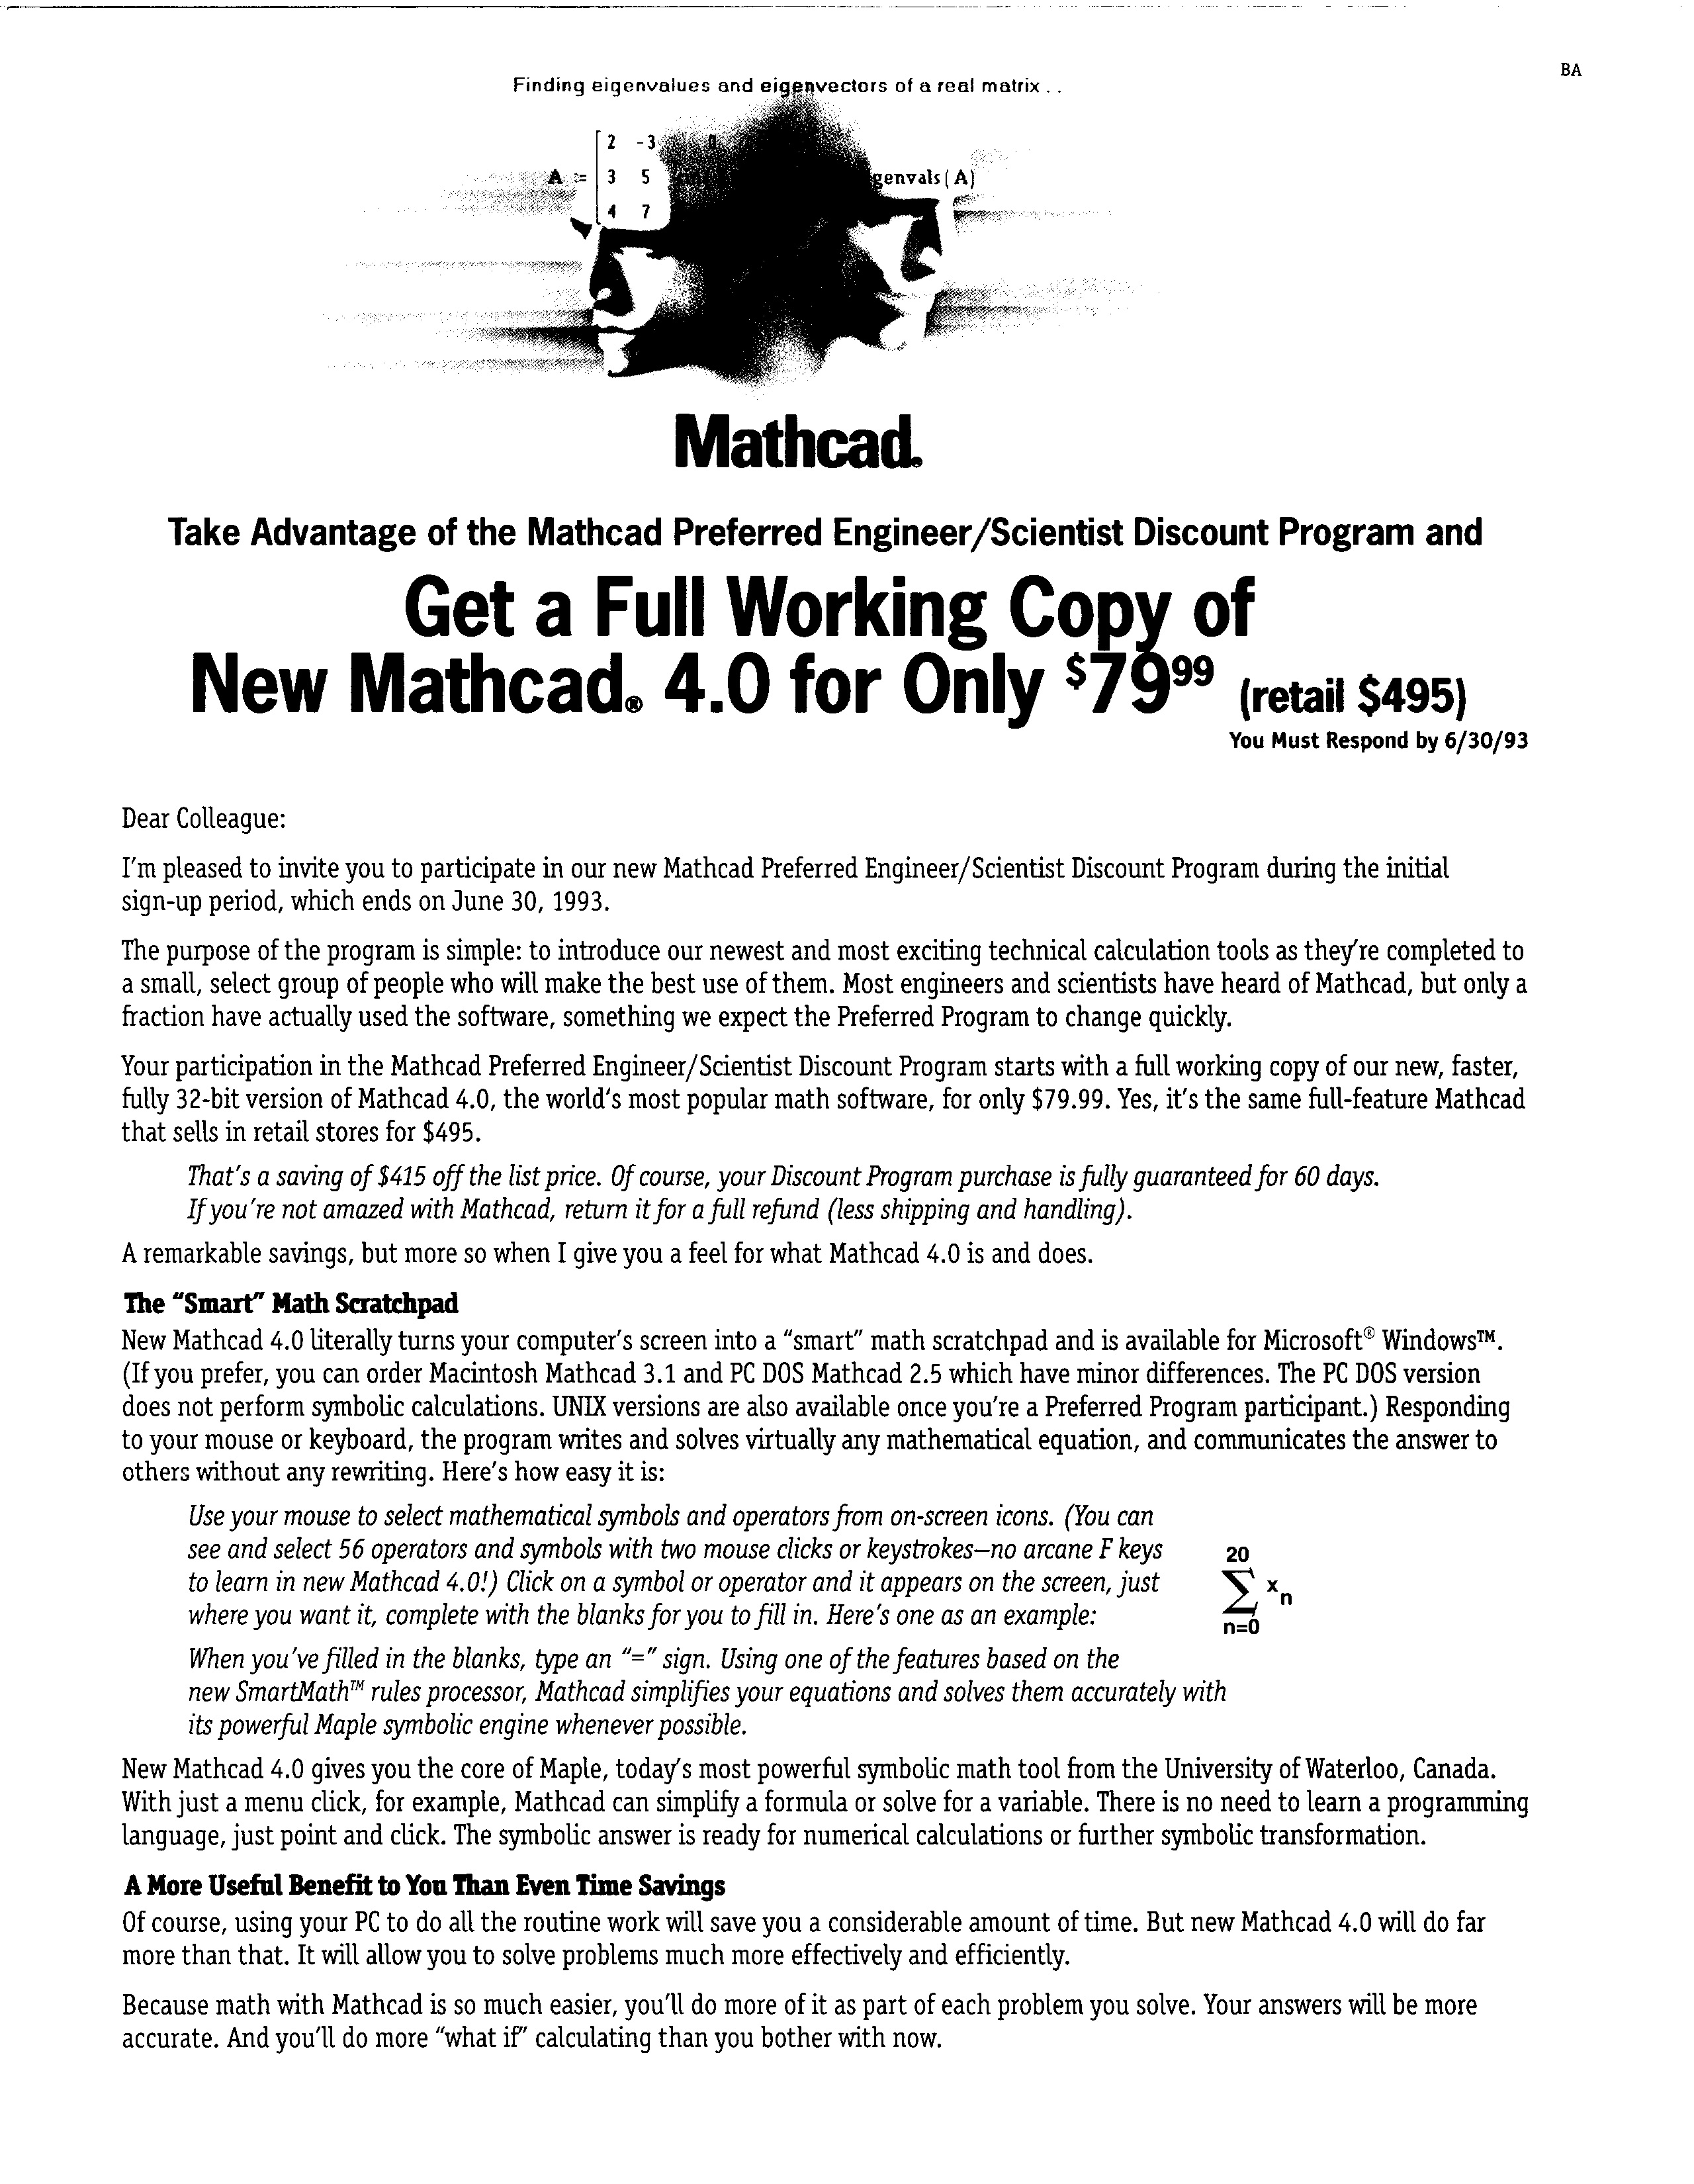 BA
Finding eigenvalues and eigenvectors of a real matrix . .
2 -3 0
A := 3 5 genvals ( A )
4 7
Mathcad®
Take Advantage of the Mathcad Preferred Engineer/Scientist Discount Program and
Get a Full Working Copy of
New Mathcad® 4.0 for Only $79⁹⁹ (retail $495)
You Must Respond by 6/30/93
Dear Colleague:
I'm pleased to invite you to participate in our new Mathcad Preferred Engineer/Scientist Discount Program during the initial
sign-up period, which ends on June 30, 1993.
The purpose of the program is simple: to introduce our newest and most exciting technical calculation tools as they're completed to
a small, select group of people who will make the best use of them. Most engineers and scientists have heard of Mathcad, but only a
fraction have actually used the software, something we expect the Preferred Program to change quickly.
Your participation in the Mathcad Preferred Engineer/Scientist Discount Program starts with a full working copy of our new, faster,
fully 32-bit version of Mathcad 4.0, the world's most popular math software, for only $79.99. Yes, it's the same full-feature Mathcad
that sells in retail stores for $495.
That's a saving of $415 off the list price. Of course, your Discount Program purchase is fully guaranteed for 60 days.
If you're not amazed with Mathcad, return it for a full refund (less shipping and handling).
A remarkable savings, but more so when I give you a feel for what Mathcad 4.0 is and does.
The “Smart” Math Scratchpad
New Mathcad 4.0 literally turns your computer's screen into a “smart” math scratchpad and is available for Microsoft® Windows™.
(If you prefer, you can order Macintosh Mathcad 3.1 and PC DOS Mathcad 2.5 which have minor differences. The PC DOS version
does not perform symbolic calculations. UNIX versions are also available once you're a Preferred Program participant.) Responding
to your mouse or keyboard, the program writes and solves virtually any mathematical equation, and communicates the answer to
others without any rewriting. Here's how easy it is:
Use your mouse to select mathematical symbols and operators from on-screen icons. (You can
see and select 56 operators and symbols with two mouse clicks or keystrokes—no arcane F keys
to learn in new Mathcad 4.0!) Click on a symbol or operator and it appears on the screen, just
where you want it, complete with the blanks for you to fill in. Here's one as an example:
20
∑ xn
n=0
When you've filled in the blanks, type an “=” sign. Using one of the features based on the
new SmartMath™ rules processor, Mathcad simplifies your equations and solves them accurately with
its powerful Maple symbolic engine whenever possible.
New Mathcad 4.0 gives you the core of Maple, today's most powerful symbolic math tool from the University of Waterloo, Canada.
With just a menu click, for example, Mathcad can simplify a formula or solve for a variable. There is no need to learn a programming
language, just point and click. The symbolic answer is ready for numerical calculations or further symbolic transformation.
A More Useful Benefit to You Than Even Time Savings
Of course, using your PC to do all the routine work will save you a considerable amount of time. But new Mathcad 4.0 will do far
more than that. It will allow you to solve problems much more effectively and efficiently.
Because math with Mathcad is so much easier, you'll do more of it as part of each problem you solve. Your answers will be more
accurate. And you'll do more “what if” calculating than you bother with now.